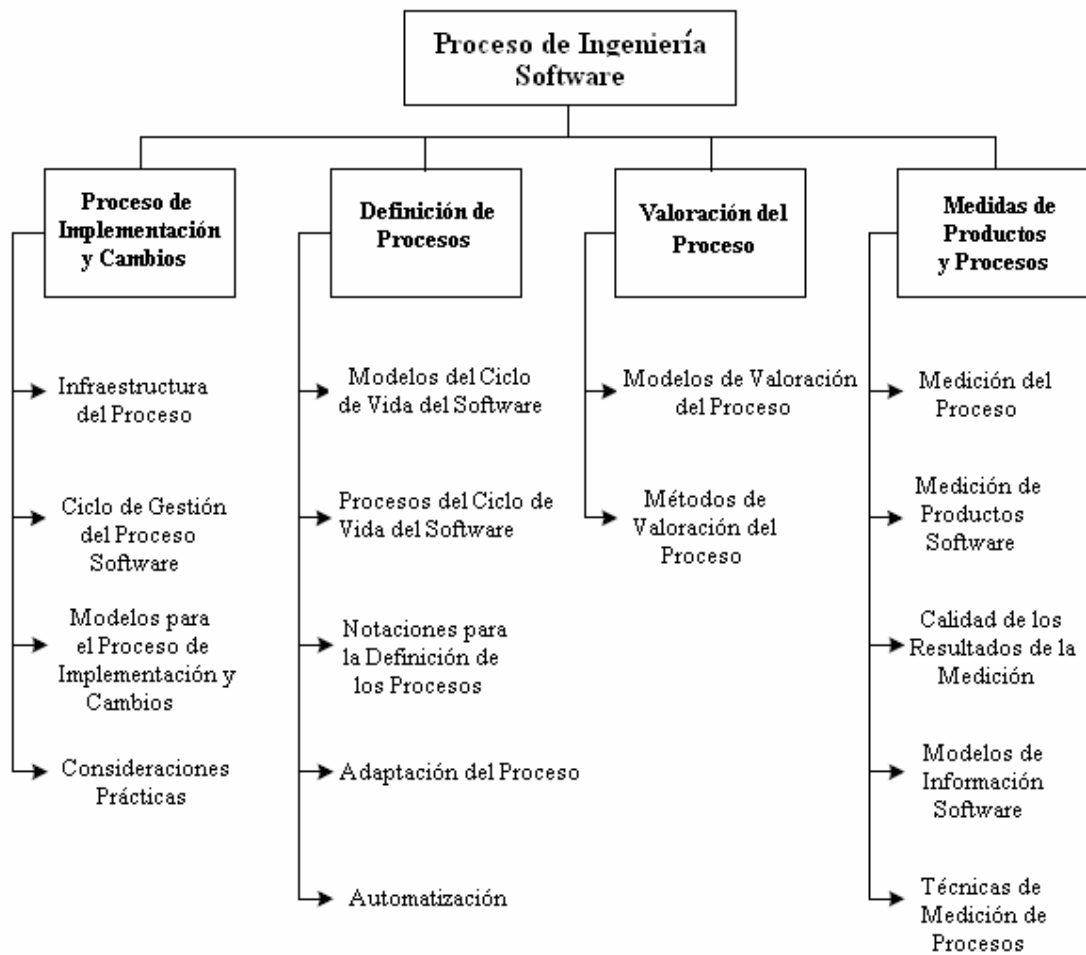 Proceso de Ingeniería
Software
Proceso de
Implementación
y Cambios
Infraestructura
del Proceso
Ciclo de Gestión
del Proceso
Software
Modelos para
el Proceso de
Implementación y
Cambios
Consideraciones
Prácticas
Definición de
Procesos
Modelos del Ciclo
de Vida del Software
Procesos del Ciclo de
Vida del Software
Notaciones para
la Definición de
los Procesos
Adaptación del Proceso
Automatización
Valoración del
Proceso
Modelos de Valoración
del Proceso
Métodos de
Valoración del
Proceso
Medidas de
Productos
y Procesos
Medición del
Proceso
Medición de
Productos
Software
Calidad de los
Resultados de la
Medición
Modelos de
Información
Software
Técnicas de
Medición de
Procesos